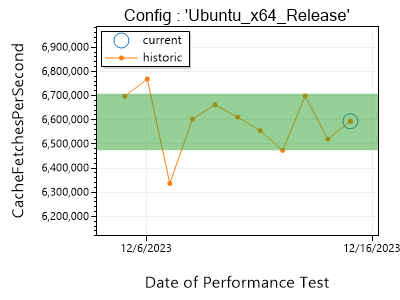 Config : 'Ubuntu_x64_Release'
current
historic
CacheFetchesPerSecond
6,900,000
6,800,000
6,700,000
6,600,000
6,500,000
6,400,000
6,300,000
6,200,000
12/6/2023
12/16/2023
Date of Performance Test